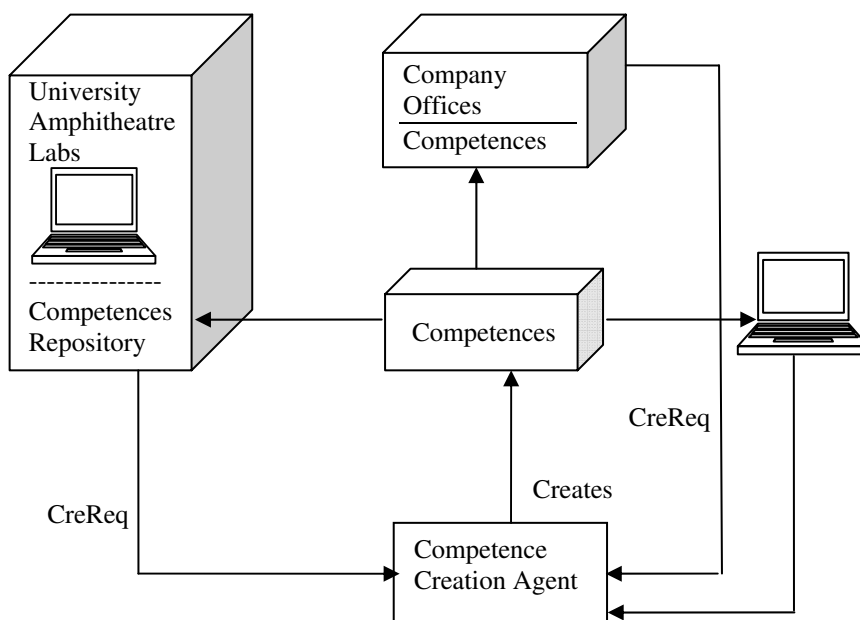 University
Amphitheatre
Labs
Competences
Repository
Company
Offices
Competences
Competences
CreReq
Creates
CreReq
Competence
Creation Agent